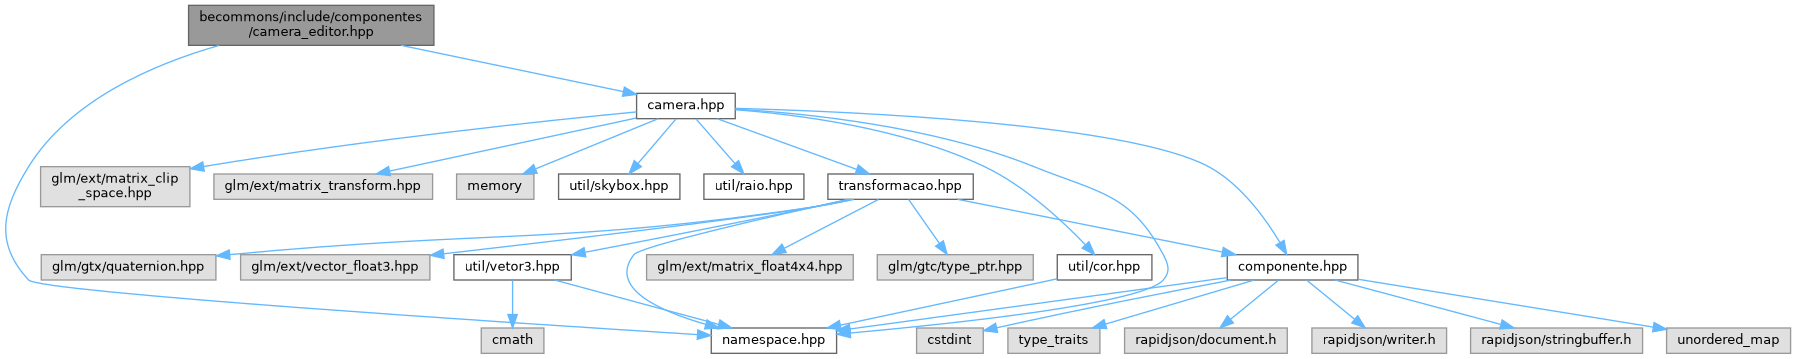 becommons/include/componentes
/camera_editor.hpp
camera.hpp
glm/ext/matrix_clip
_space.hpp
glm/ext/matrix_transform.hpp
memory
util/skybox.hpp
util/raio.hpp
transformacao.hpp
glm/gtx/quaternion.hpp
glm/ext/vector_float3.hpp
util/vetor3.hpp
glm/ext/matrix_float4x4.hpp
glm/gtc/type_ptr.hpp
util/cor.hpp
componente.hpp
cmath
namespace.hpp
cstdint
type_traits
rapidjson/document.h
rapidjson/writer.h
rapidjson/stringbuffer.h
unordered_map